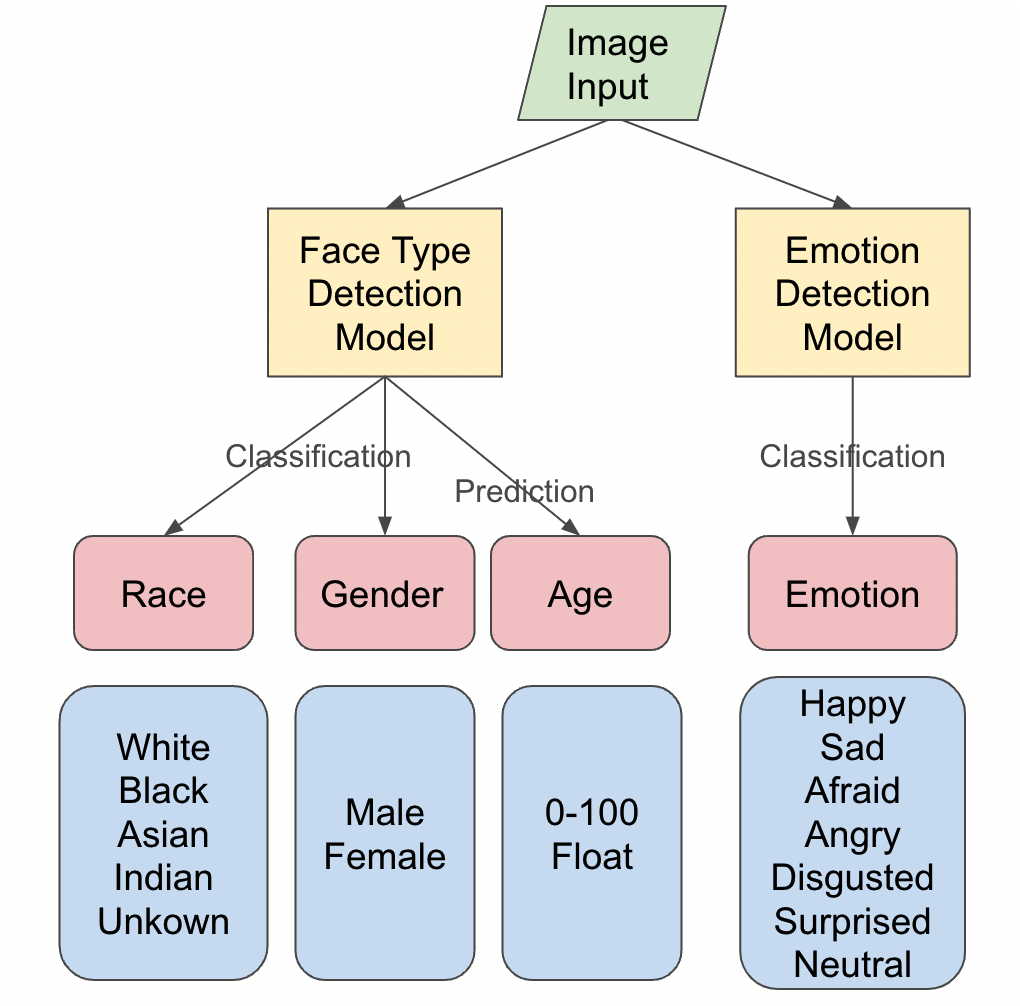 Image
Input
Face Type
Detection
Model
Emotion
Detection
Model
Classification
Prediction
Classification
Race
Gender
Age
Emotion
White
Black
Asian
Indian
Unkown
Male
Female
0-100
Float
Happy
Sad
Afraid
Angry
Disgusted
Surprised
Neutral